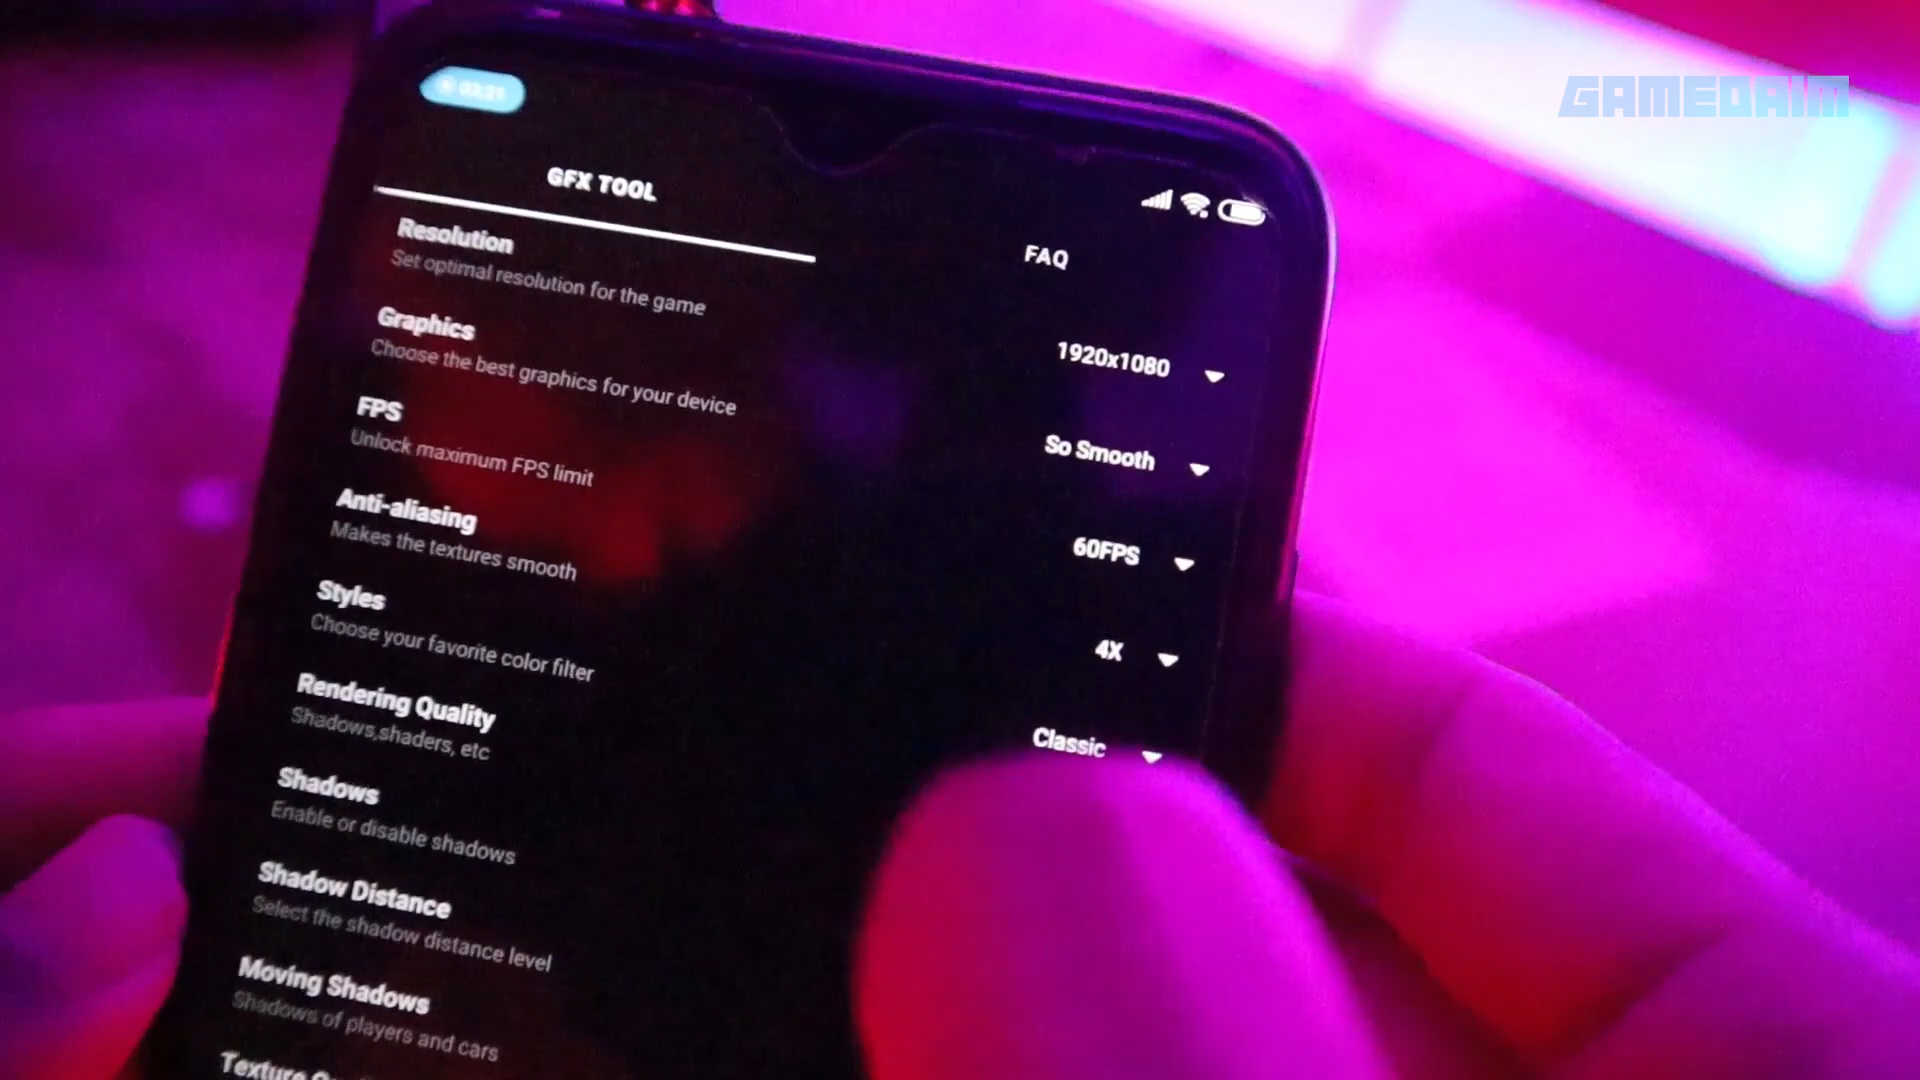 GAMEDAIM
03:21
GFX TOOL
FAQ
Resolution
Set optimal resolution for the game
1920x1080
Graphics
Choose the best graphics for your device
So Smooth
FPS
Unlock maximum FPS limit
60FPS
Anti-aliasing
Makes the textures smooth
4X
Styles
Choose your favorite color filter
Classic
Rendering Quality
Shadows,shaders, etc
Shadows
Enable or disable shadows
Shadow Distance
Select the shadow distance level
Moving Shadows
Shadows of players and cars
Texture